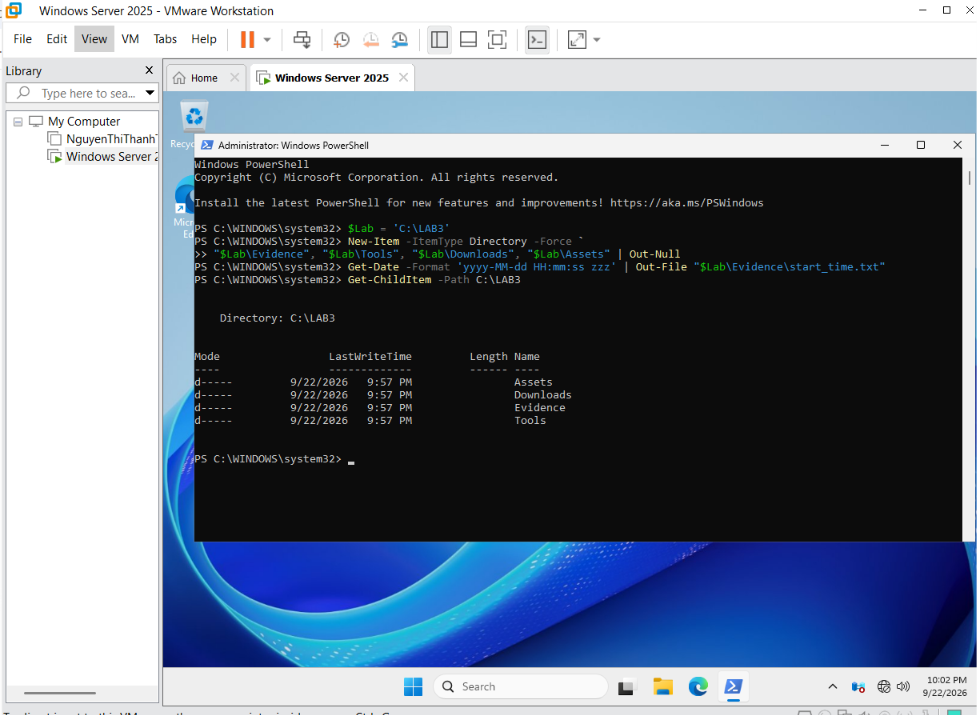 Windows Server 2025 - VMware Workstation
File Edit View VM Tabs Help
Library
Home
Windows Server 2025
Type here to sea...
My Computer
NguyenThiThanh
Windows Server 2
Administrator: Windows PowerShell
Windows PowerShell
Copyright (C) Microsoft Corporation. All rights reserved.
Install the latest PowerShell for new features and improvements! https://aka.ms/PSWindows
PS C:\WINDOWS\system32> $Lab = 'C:\LAB3'
PS C:\WINDOWS\system32> New-Item -ItemType Directory -Force `
>> "$Lab\Evidence", "$Lab\Tools", "$Lab\Downloads", "$Lab\Assets" | Out-Null
PS C:\WINDOWS\system32> Get-Date -Format 'yyyy-MM-dd HH:mm:ss zzz' | Out-File "$Lab\Evidence\start_time.txt"
PS C:\WINDOWS\system32> Get-ChildItem -Path C:\LAB3
Directory: C:\LAB3
Mode LastWriteTime Length Name
---- ------------- ------ ----
d----- 9/22/2026 9:57 PM Assets
d----- 9/22/2026 9:57 PM Downloads
d----- 9/22/2026 9:57 PM Evidence
d----- 9/22/2026 9:57 PM Tools
PS C:\WINDOWS\system32>
Search
10:02 PM
9/22/2026